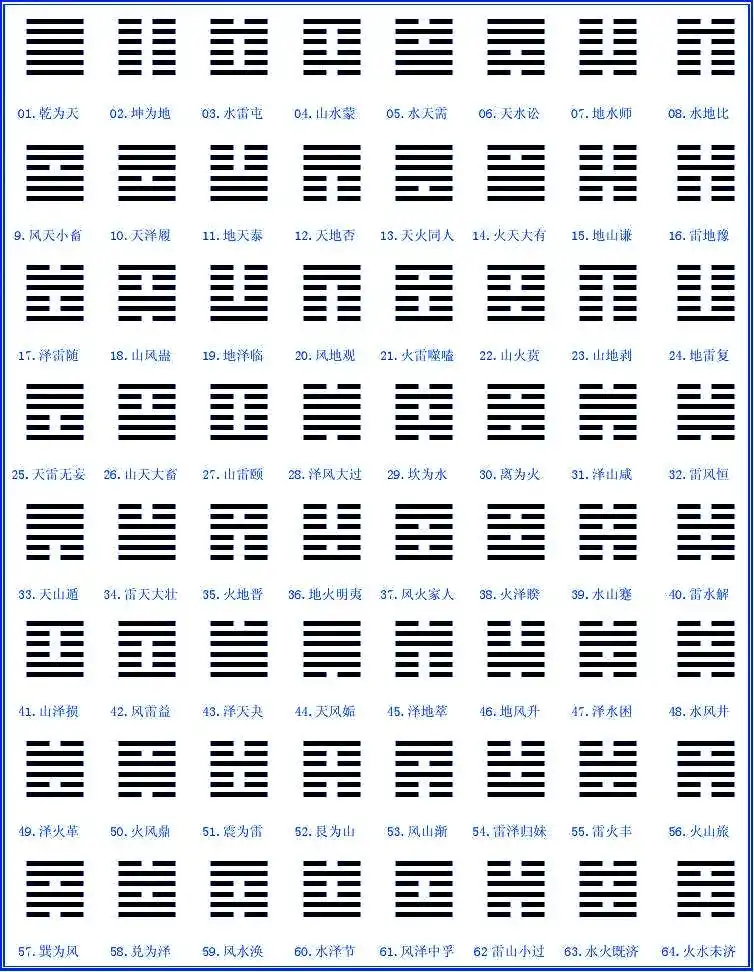 01.乾为天 02.坤为地 03.水雷屯 04.山水蒙 05.水天需 06.天水讼 07.地水师 08.水地比
9.风天小畜 10.天泽履 11.地天泰 12.天地否 13.天火同人 14.火天大有 15.地山谦 16.雷地豫
17.泽雷随 18.山风蛊 19.地泽临 20.风地观 21.火雷噬嗑 22.山火贲 23.山地剥 24.地雷复
25.天雷无妄 26.山天大畜 27.山雷颐 28.泽风大过 29.坎为水 30.离为火 31.泽山咸 32.雷风恒
33.天山遁 34.雷天大壮 35.火地晋 36.地火明夷 37.风火家人 38.火泽睽 39.水山蹇 40.雷水解
41.山泽损 42.风雷益 43.泽天夬 44.天风姤 45.泽地萃 46.地风升 47.泽水困 48.水风井
49.泽火革 50.火风鼎 51.震为雷 52.艮为山 53.风山渐 54.雷泽归妹 55.雷火丰 56.火山旅
57.巽为风 58.兑为泽 59.风水涣 60.水泽节 61.风泽中孚 62雷山小过 63.水火既济 64.火水未济